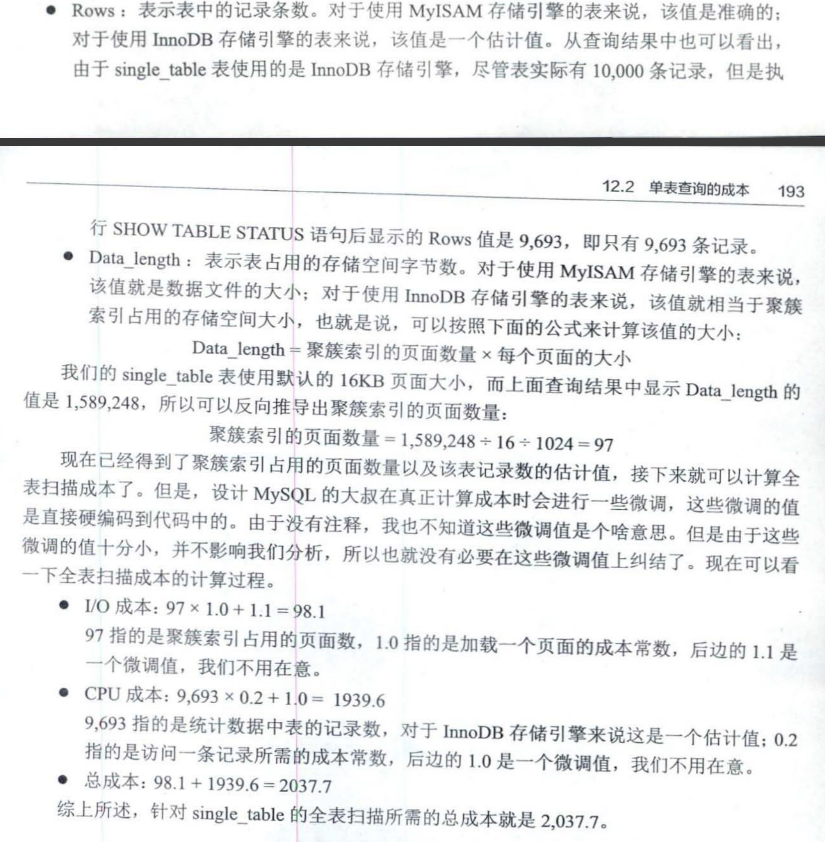 ● Rows：表示表中的记录条数。对于使用 MyISAM 存储引擎的表来说，该值是准确的；
对于使用 InnoDB 存储引擎的表来说，该值是一个估计值。从查询结果中也可以看出，
由于 single_table 表使用的是 InnoDB 存储引擎，尽管表实际有 10,000 条记录，但是执
12.2 单表查询的成本 193
行 SHOW TABLE STATUS 语句后显示的 Rows 值是 9,693，即只有 9,693 条记录。
● Data_length：表示表占用的存储空间字节数。对于使用 MyISAM 存储引擎的表来说，
该值就是数据文件的大小；对于使用 InnoDB 存储引擎的表来说，该值就相当于聚簇
索引占用的存储空间大小，也就是说，可以按照下面的公式来计算该值的大小：
Data_length = 聚簇索引的页面数量 × 每个页面的大小
我们的 single_table 表使用默认的 16KB 页面大小，而上面查询结果中显示 Data_length 的
值是 1,589,248，所以可以反向推导出聚簇索引的页面数量：
聚簇索引的页面数量 = 1,589,248 ÷ 16 ÷ 1024 = 97
现在已经得到了聚簇索引占用的页面数量以及该表记录数的估计值，接下来就可以计算全
表扫描成本了。但是，设计 MySQL 的大叔在真正计算成本时会进行一些微调，这些微调的值
是直接硬编码到代码中的。由于没有注释，我也不知道这些微调值是个啥意思。但是由于这些
微调的值十分小，并不影响我们分析，所以也就没有必要在这些微调值上纠结了。现在可以看
一下全表扫描成本的计算过程。
● I/O 成本：97 × 1.0 + 1.1 = 98.1
97 指的是聚簇索引占用的页面数，1.0 指的是加载一个页面的成本常数，后边的 1.1 是
一个微调值，我们不用在意。
● CPU 成本：9,693 × 0.2 + 1.0 = 1939.6
9,693 指的是统计数据中表的记录数，对于 InnoDB 存储引擎来说这是一个估计值；0.2
指的是访问一条记录所需的成本常数，后边的 1.0 是一个微调值，我们不用在意。
● 总成本：98.1 + 1939.6 = 2037.7
综上所述，针对 single_table 的全表扫描所需的总成本就是 2,037.7。